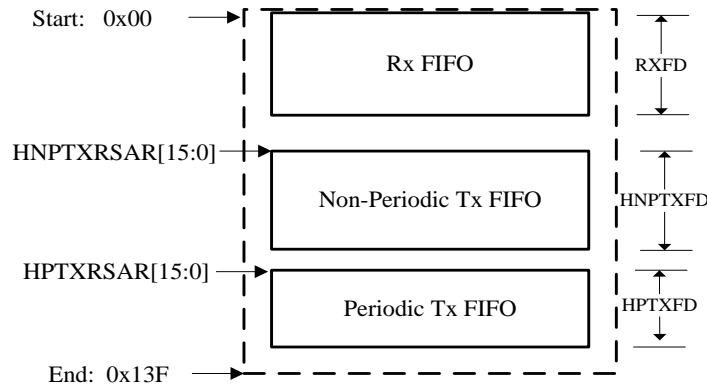 Start: 0x00
Rx FIFO
RXFD
HNPTXRSAR[15:0]
Non-Periodic Tx FIFO
HNPTXFD
HPTXRSAR[15:0]
Periodic Tx FIFO
HPTXFD
End: 0x13F